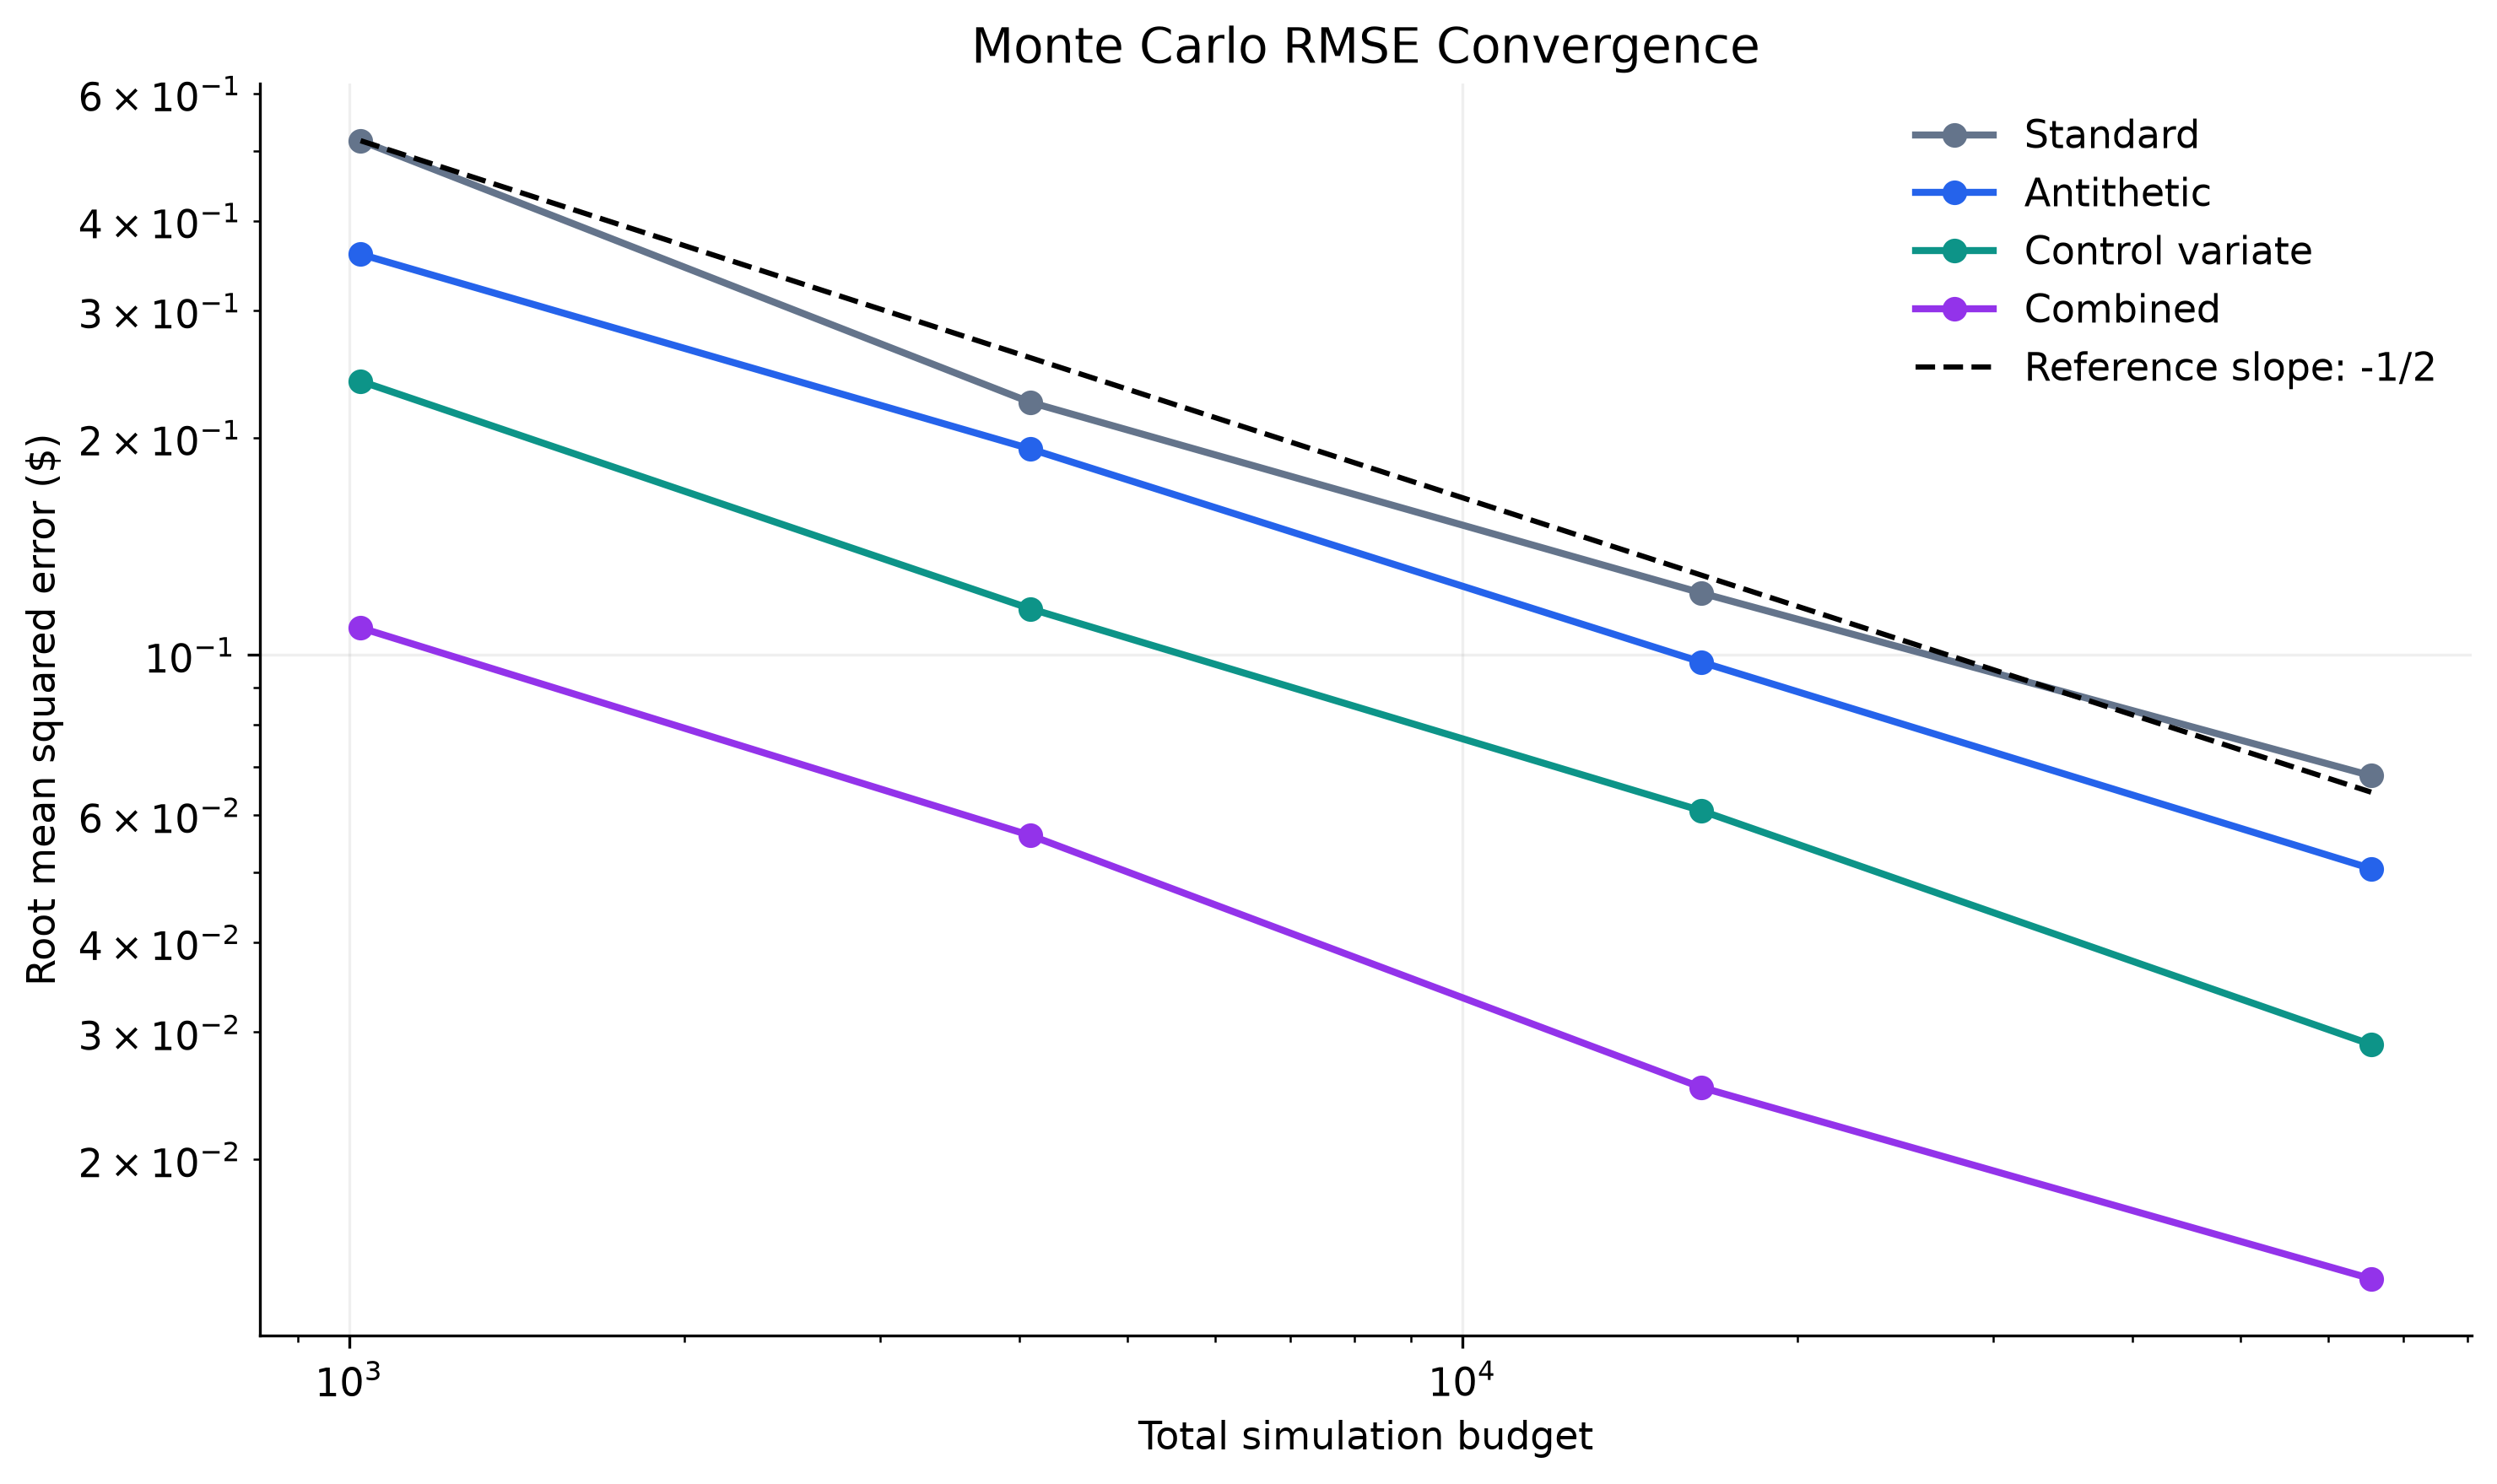 Monte Carlo RMSE Convergence
6 × 10⁻¹
4 × 10⁻¹
3 × 10⁻¹
2 × 10⁻¹
10⁻¹
6 × 10⁻²
4 × 10⁻²
3 × 10⁻²
2 × 10⁻²
Root mean squared error ($)
Standard
Antithetic
Control variate
Combined
Reference slope: -1/2
10³
10⁴
Total simulation budget